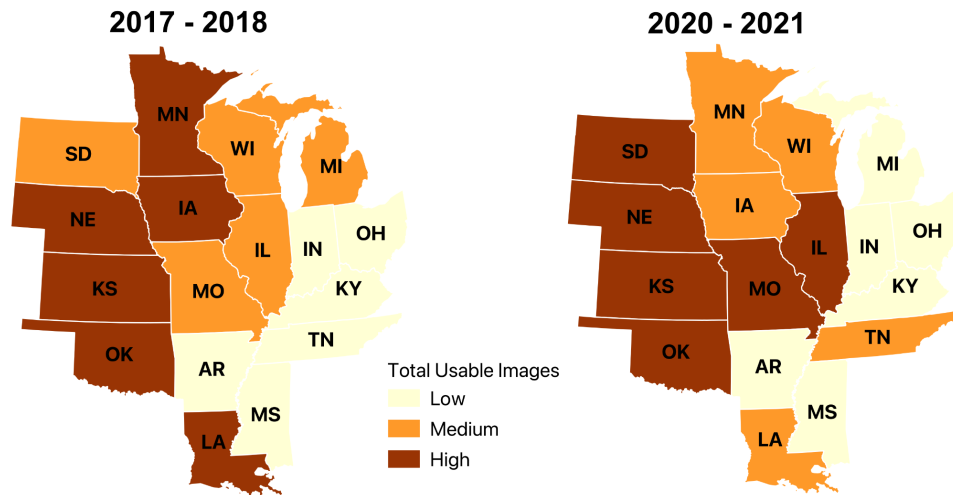 2017 - 2018
2020 - 2021
MN
SD
WI
MI
NE
IA
IL
IN
OH
KS
MO
KY
OK
AR
TN
MS
LA
MN
SD
WI
MI
NE
IA
IL
IN
OH
KS
MO
KY
OK
AR
TN
MS
LA
Total Usable Images
Low
Medium
High